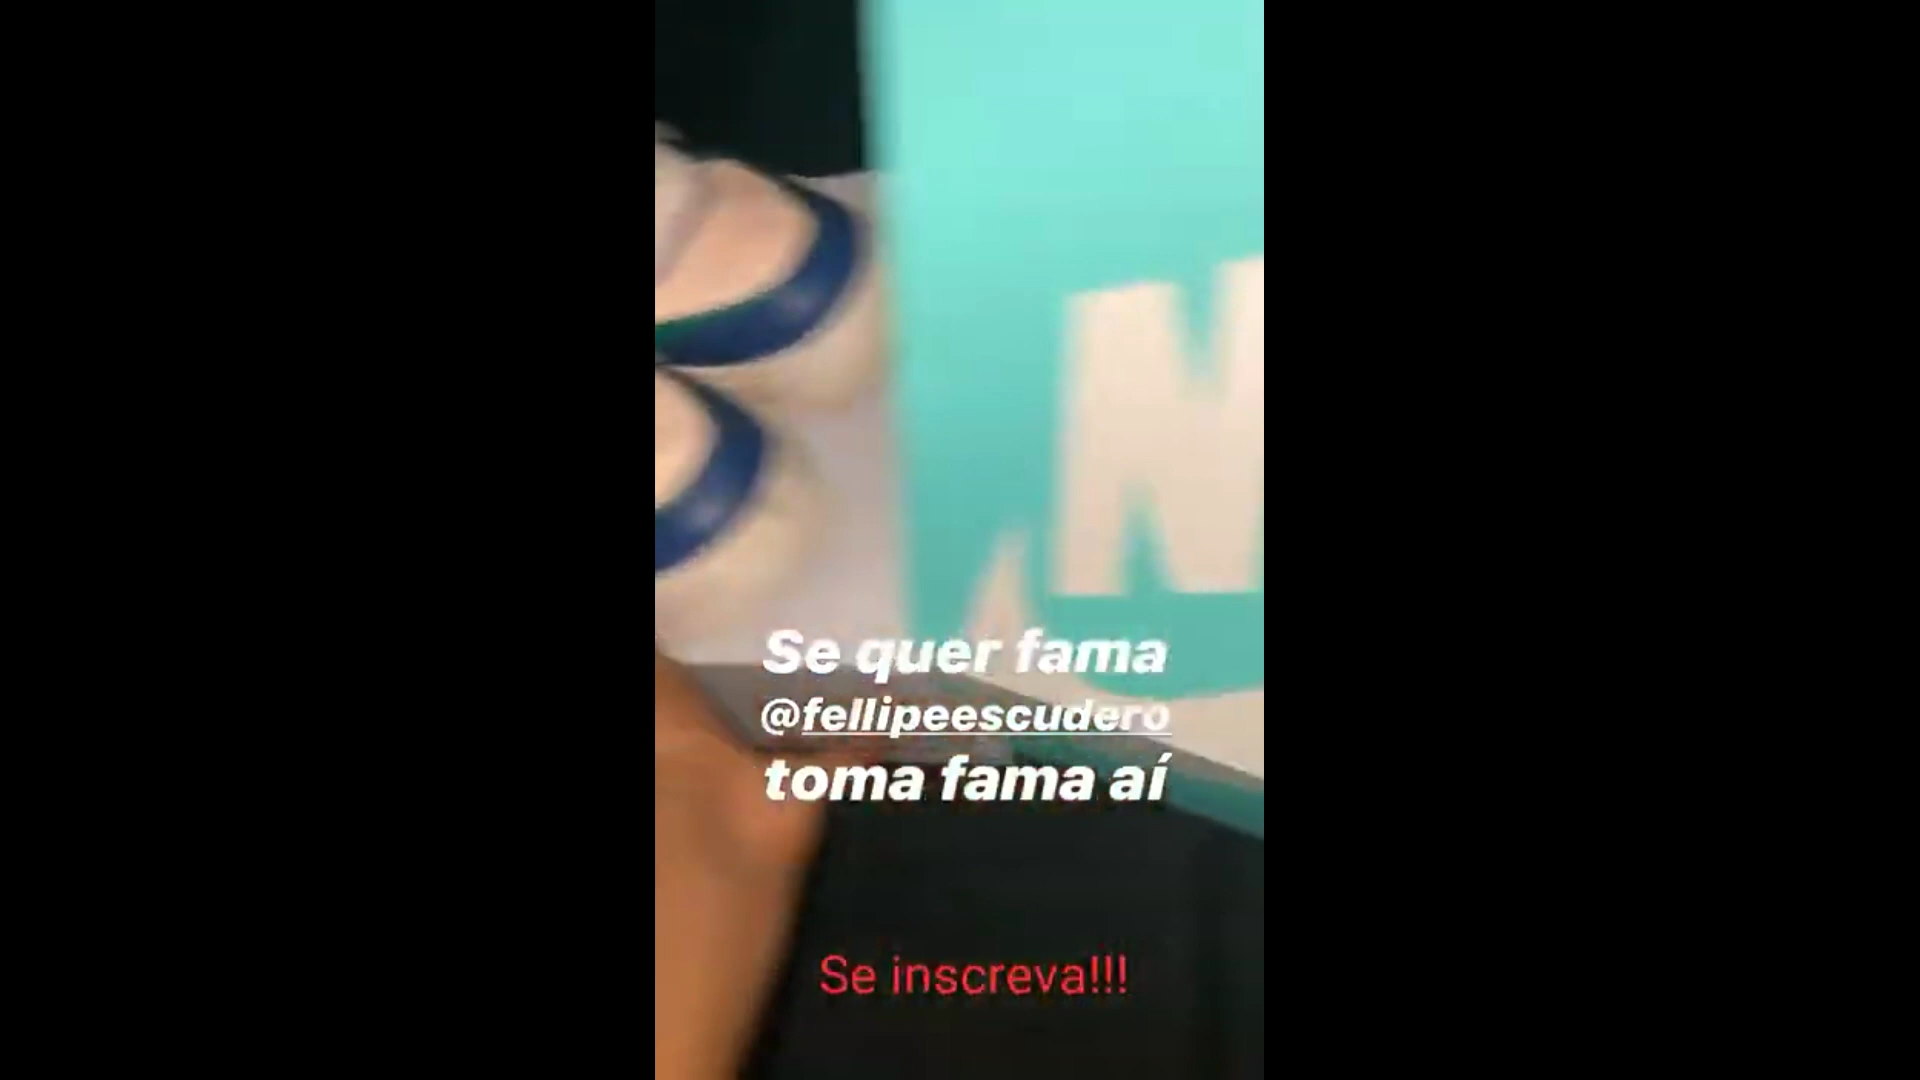 N
Se quer fama
@fellipeescudero
toma fama aí
Se inscreva!!!